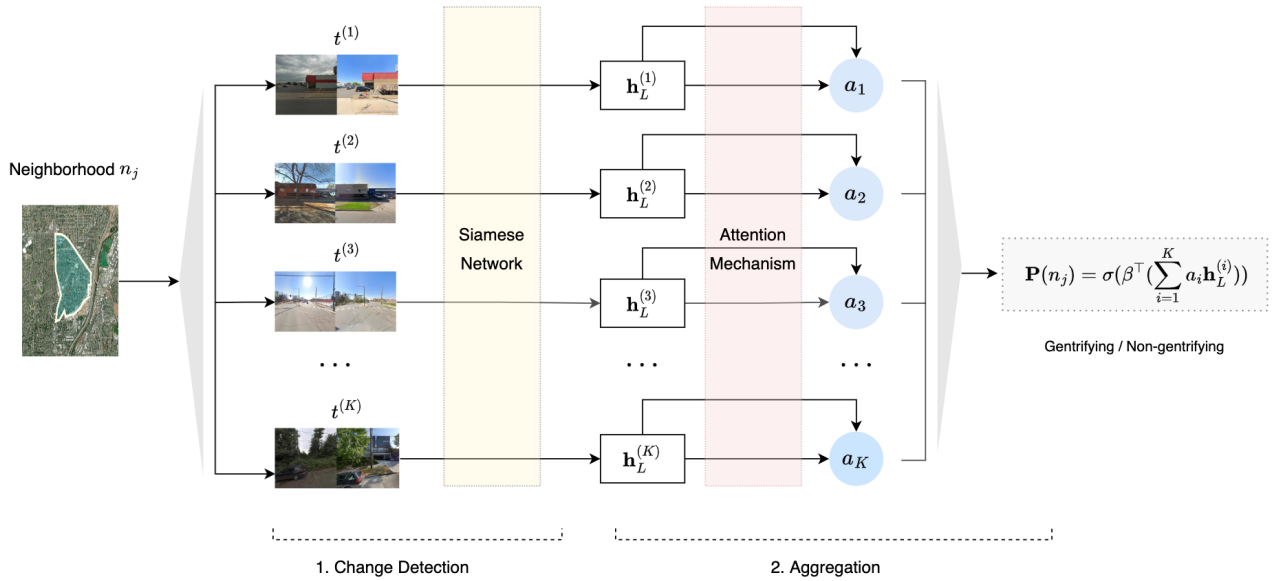 Neighborhood n_j
t^{(1)}
t^{(2)}
t^{(3)}
. . .
t^{(K)}
Siamese
Network
h_L^{(1)}
h_L^{(2)}
h_L^{(3)}
. . .
h_L^{(K)}
Attention
Mechanism
a_1
a_2
a_3
. . .
a_K
P(n_j) = σ(β^⊤(∑_{i=1}^{K} a_i h_L^{(i)}))
Gentrifying / Non-gentrifying
1. Change Detection
2. Aggregation